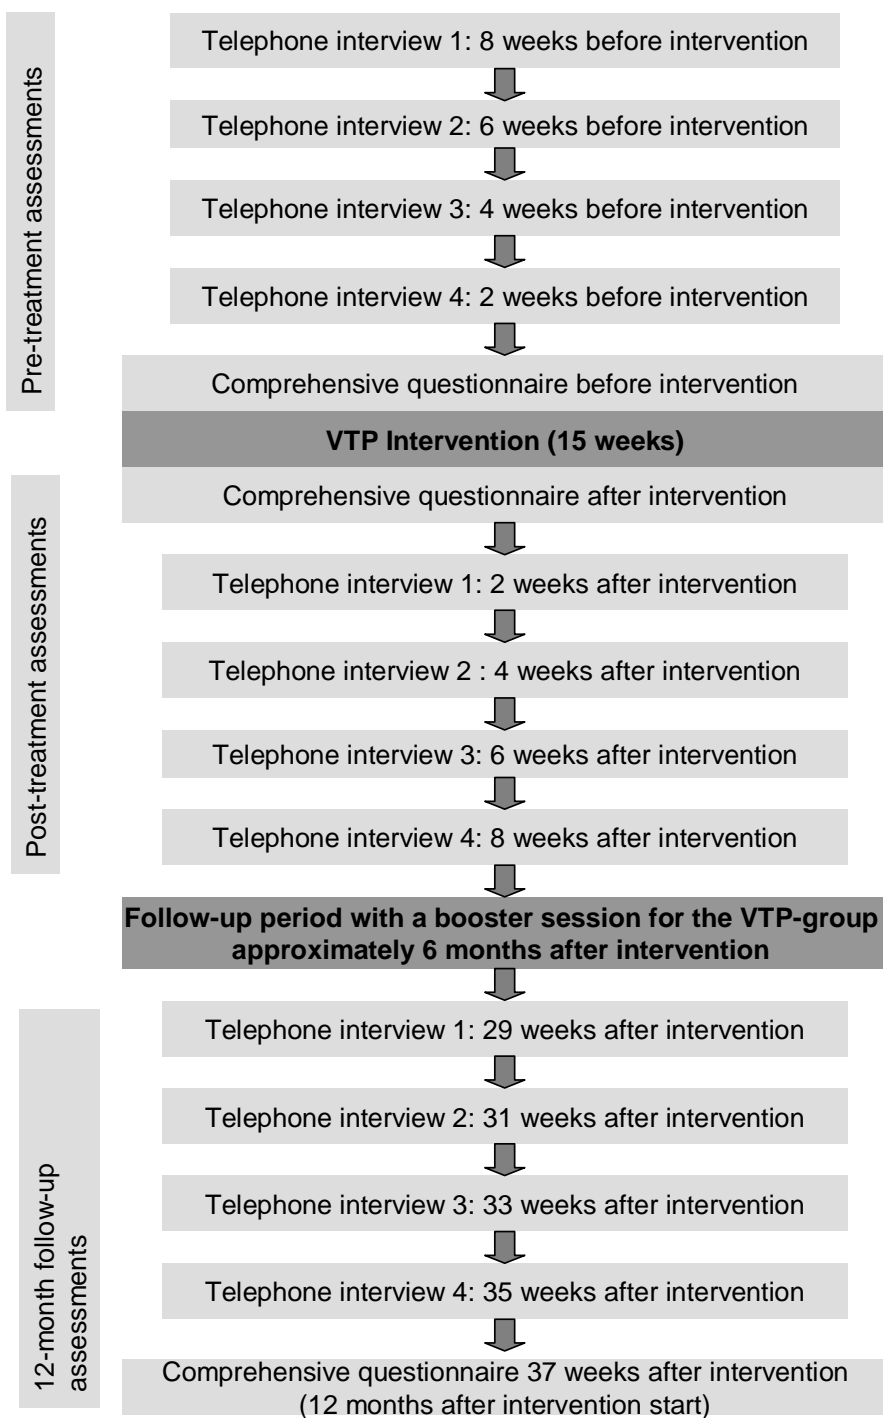 Pre-treatment assessments
Telephone interview 1: 8 weeks before intervention
Telephone interview 2: 6 weeks before intervention
Telephone interview 3: 4 weeks before intervention
Telephone interview 4: 2 weeks before intervention
Comprehensive questionnaire before intervention
VTP Intervention (15 weeks)
Post-treatment assessments
Comprehensive questionnaire after intervention
Telephone interview 1: 2 weeks after intervention
Telephone interview 2 : 4 weeks after intervention
Telephone interview 3: 6 weeks after intervention
Telephone interview 4: 8 weeks after intervention
Follow-up period with a booster session for the VTP-group
approximately 6 months after intervention
12-month follow-up
assessments
Telephone interview 1: 29 weeks after intervention
Telephone interview 2: 31 weeks after intervention
Telephone interview 3: 33 weeks after intervention
Telephone interview 4: 35 weeks after intervention
Comprehensive questionnaire 37 weeks after intervention
(12 months after intervention start)